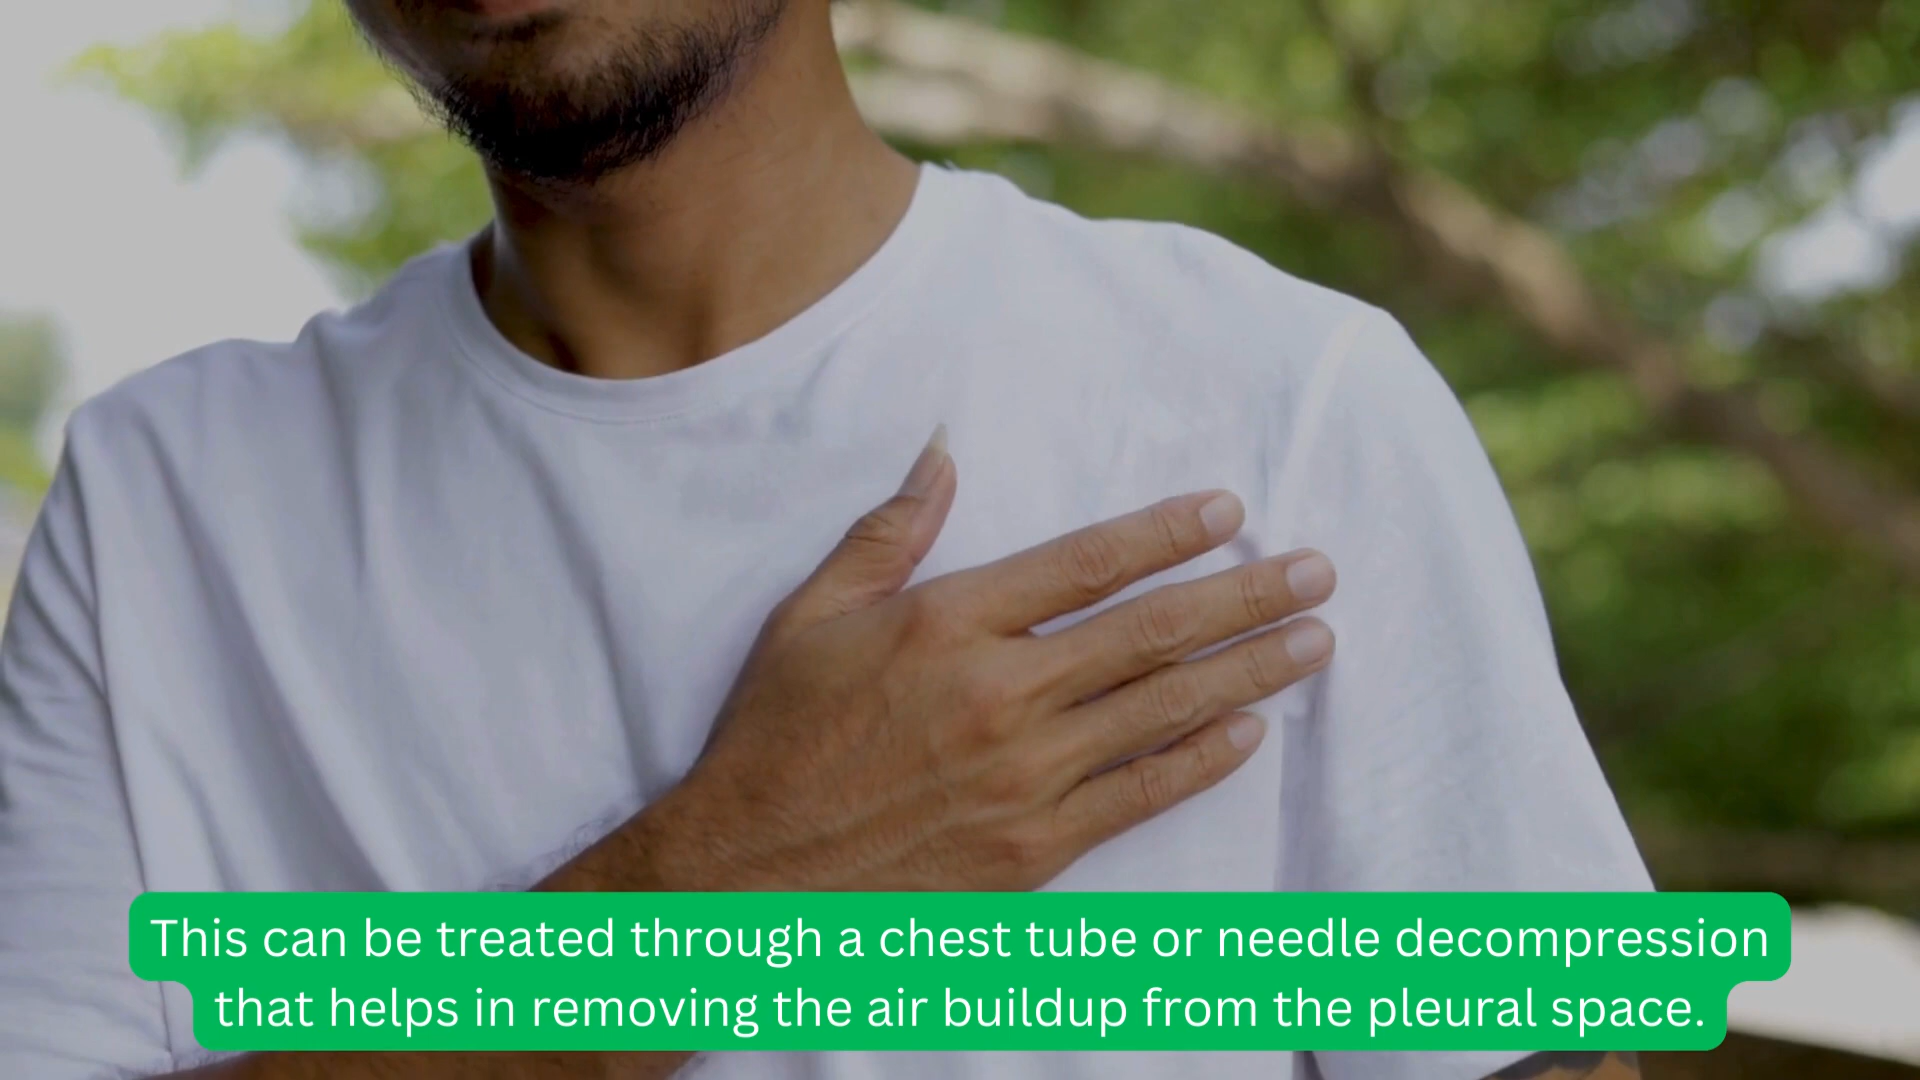 This can be treated through a chest tube or needle decompression
that helps in removing the air buildup from the pleural space.